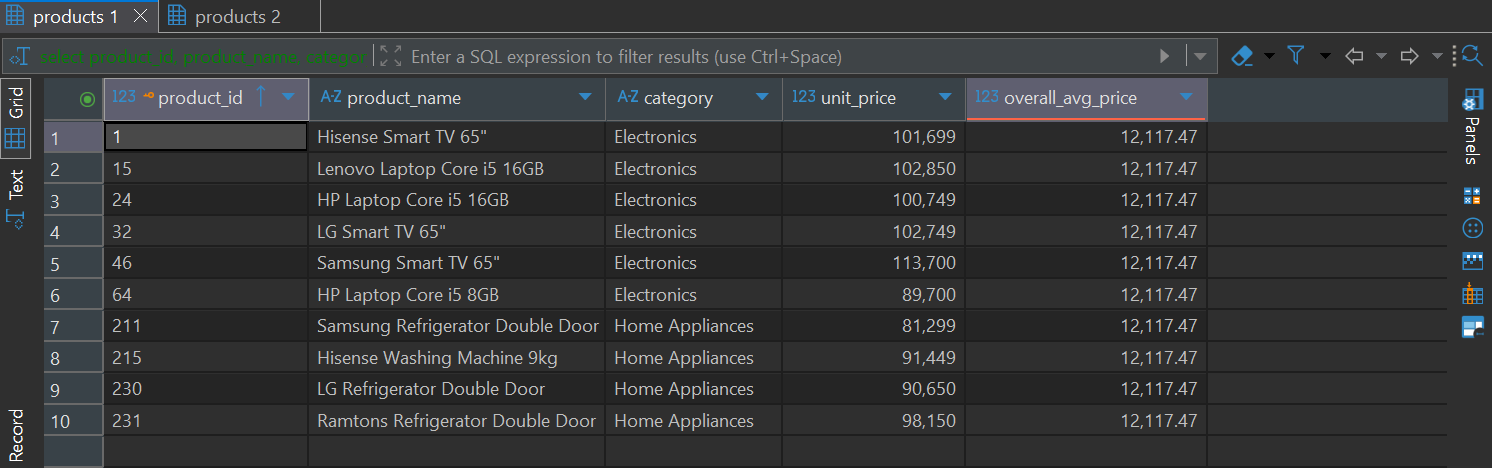 products 1 products 2
select product_id, product_name, categor Enter a SQL expression to filter results (use Ctrl+Space)
Grid
Text
Record
123 product_id A-Z product_name A-Z category 123 unit_price 123 overall_avg_price
1 1 Hisense Smart TV 65" Electronics 101,699 12,117.47
2 15 Lenovo Laptop Core i5 16GB Electronics 102,850 12,117.47
3 24 HP Laptop Core i5 16GB Electronics 100,749 12,117.47
4 32 LG Smart TV 65" Electronics 102,749 12,117.47
5 46 Samsung Smart TV 65" Electronics 113,700 12,117.47
6 64 HP Laptop Core i5 8GB Electronics 89,700 12,117.47
7 211 Samsung Refrigerator Double Door Home Appliances 81,299 12,117.47
8 215 Hisense Washing Machine 9kg Home Appliances 91,449 12,117.47
9 230 LG Refrigerator Double Door Home Appliances 90,650 12,117.47
10 231 Ramtons Refrigerator Double Door Home Appliances 98,150 12,117.47
Panels